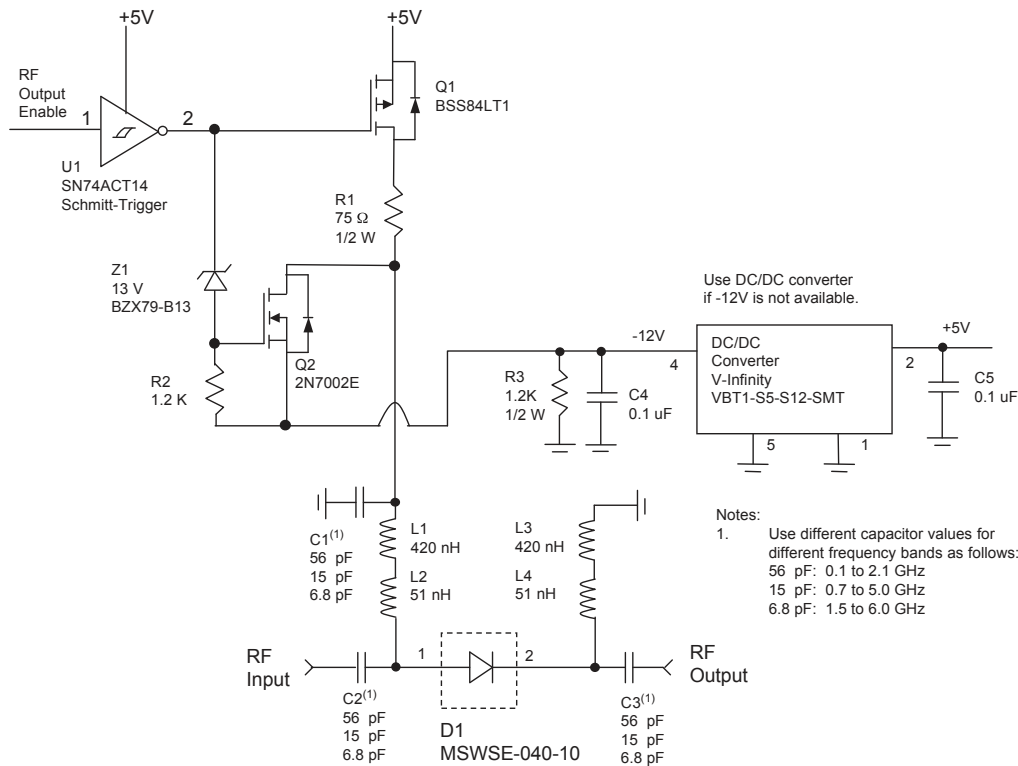 +5V
+5V
RF
Output
Enable
1
2
U1
SN74ACT14
Schmitt-Trigger
Q1
BSS84LT1
R1
75 Ω
1/2 W
Z1
13 V
BZX79-B13
Q2
2N7002E
R2
1.2 K
Use DC/DC converter
if -12V is not available.
-12V
4
DC/DC
Converter
V-Infinity
VBT1-S5-S12-SMT
2
+5V
5
1
R3
1.2K
1/2 W
C4
0.1 uF
C5
0.1 uF
C1(1)
56 pF
15 pF
6.8 pF
L1
420 nH
L2
51 nH
L3
420 nH
L4
51 nH
Notes:
1. Use different capacitor values for
different frequency bands as follows:
56 pF: 0.1 to 2.1 GHz
15 pF: 0.7 to 5.0 GHz
6.8 pF: 1.5 to 6.0 GHz
RF
Input
1
2
RF
Output
C2(1)
56 pF
15 pF
6.8 pF
D1
MSWSE-040-10
C3(1)
56 pF
15 pF
6.8 pF